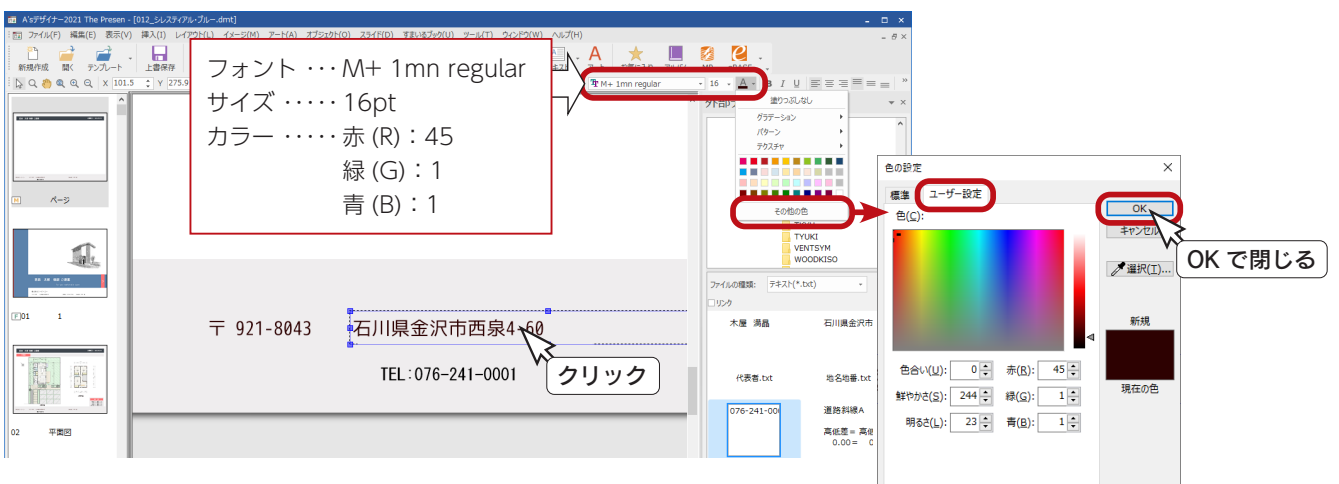 A'sデザイナー2021 The Presen - [012_シレスティアル・ブルー.dmt]
ファイル(F) 編集(E) 表示(V) 挿入(I) レイアウト(L) イメージ(M) アート(A) オブジェクト(O) スライド(D) すまいるブック(U) ツール(T) ウィンドウ(W) ヘルプ(H)
新規作成 開く テンプレート 上書保存
X 101.5 Y 275.9
M+ 1mn regular 16 A B I U
フォント ･･･ M+ 1mn regular
サイズ ･････ 16pt
カラー ･････ 赤 (R)：45
緑 (G)：1
青 (B)：1
塗りつぶしなし
グラデーション
パターン
テクスチャ
その他の色
TYUKI
VENTSYM
WOODKISO
ファイルの種類: テキスト(*.txt)
リンク
木屋 満晶 石川県金沢市
代表者.txt 地名地番.txt
076-241-00 道路斜線A
高低差= 高低
0.00= 0
M ページ
F 01 1
02 平面図
〒 921-8043 石川県金沢市西泉4-60
TEL:076-241-0001
クリック
色の設定
標準 ユーザー設定
色(C):
OK
キャンセル
選択(T)...
OK で閉じる
新規
現在の色
色合い(U): 0 赤(R): 45
鮮やかさ(S): 244 緑(G): 1
明るさ(L): 23 青(B): 1